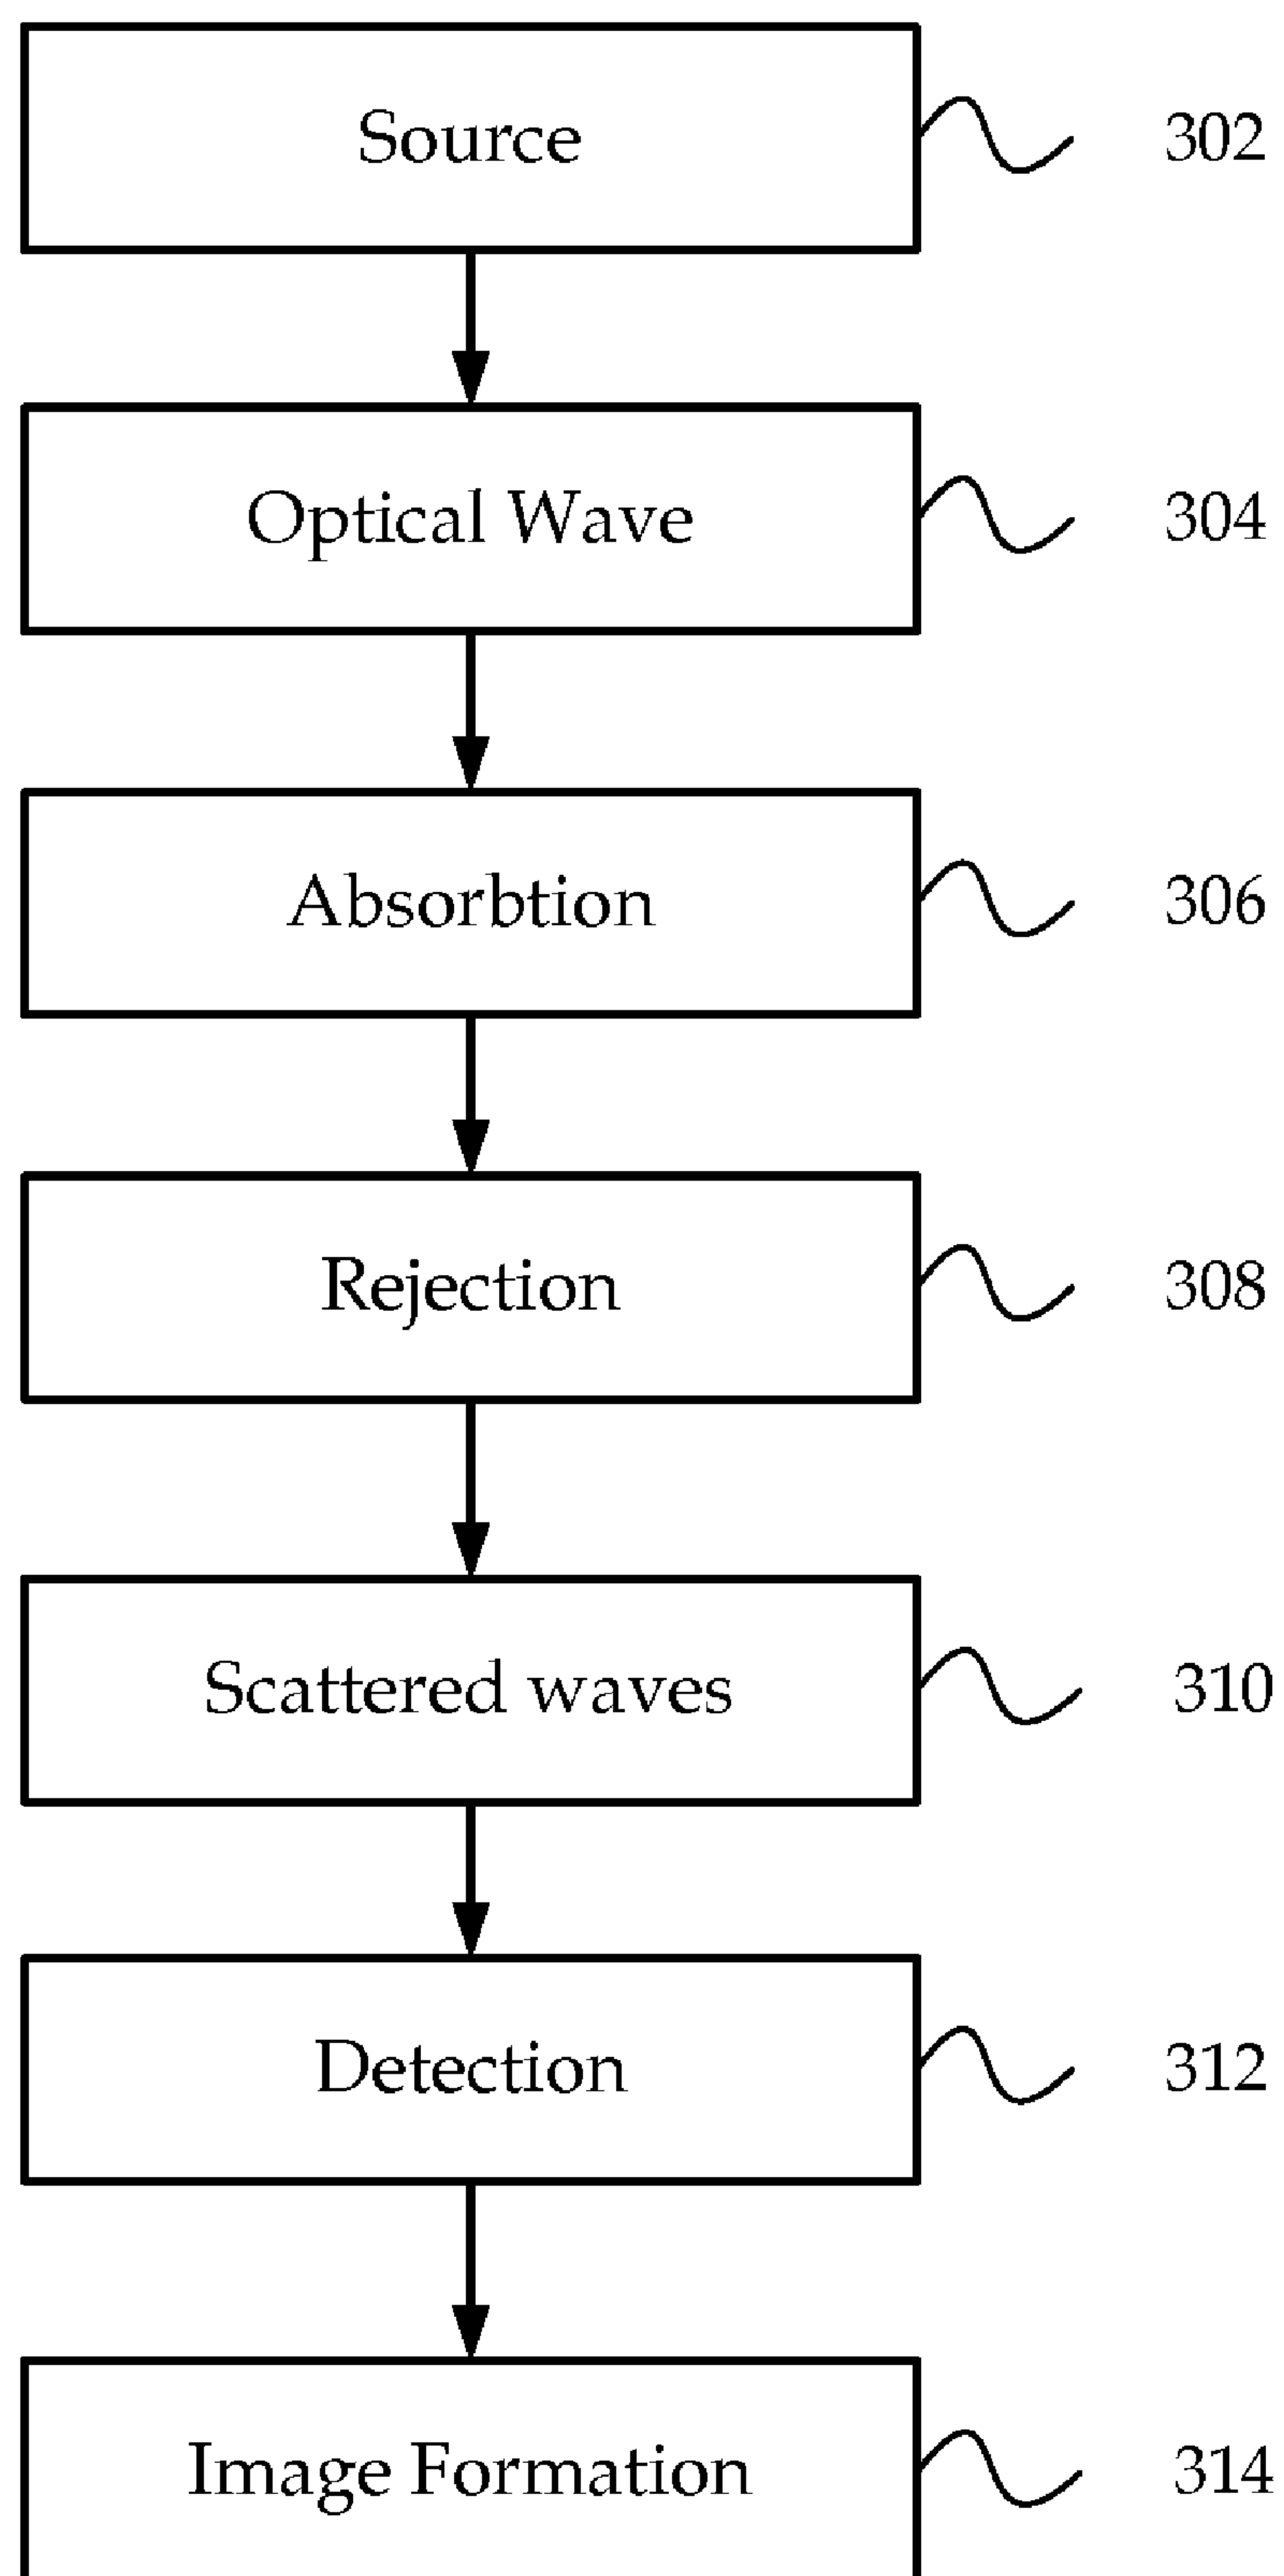 Source 302
Optical Wave 304
Absorbtion 306
Rejection 308
Scattered waves 310
Detection 312
Image Formation 314